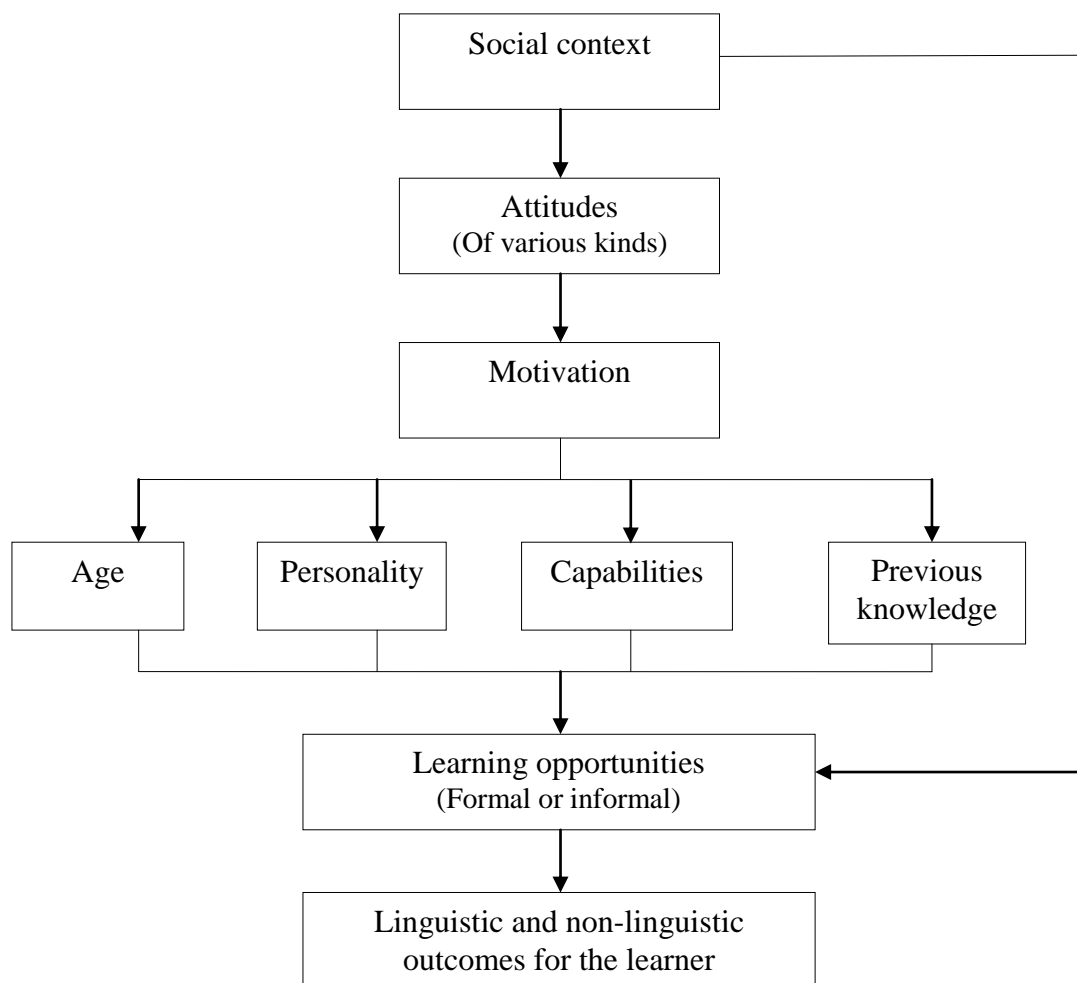 Social context
Attitudes
(Of various kinds)
Motivation
Age
Personality
Capabilities
Previous
knowledge
Learning opportunities
(Formal or informal)
Linguistic and non-linguistic
outcomes for the learner